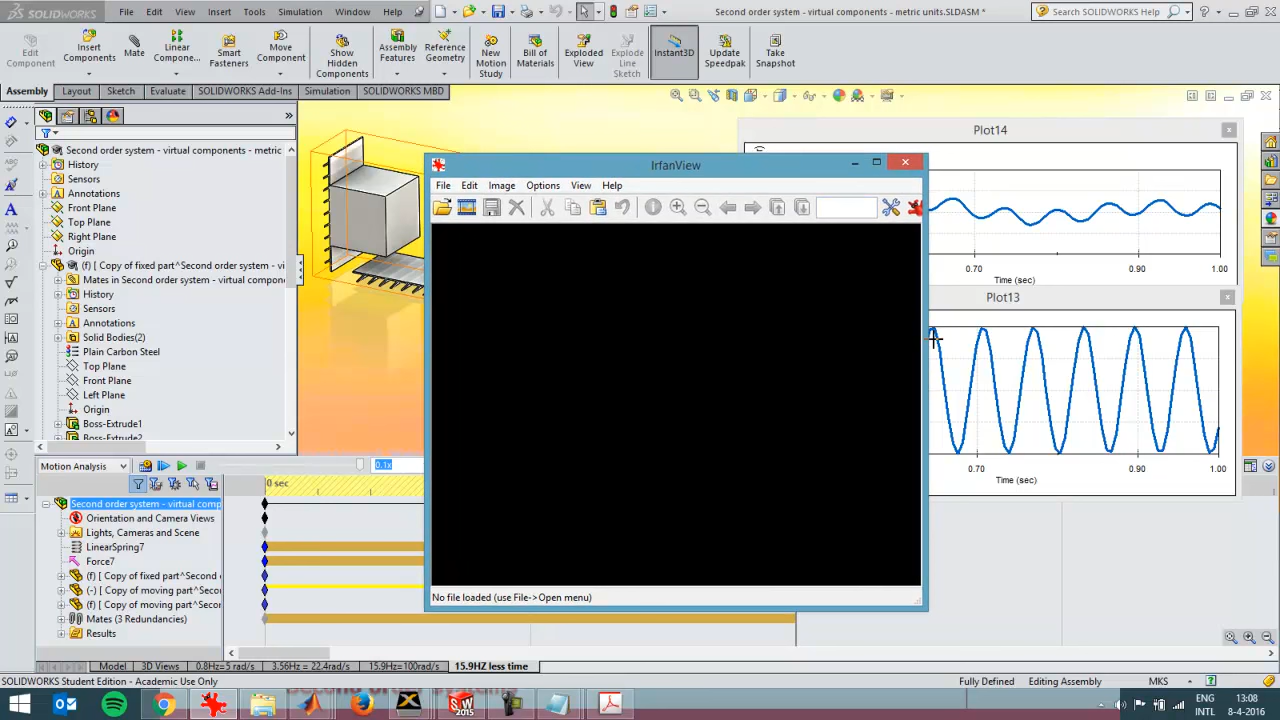 SOLIDWORKS
File Edit View Insert Tools Simulation Window Help
Second order system - virtual components - metric units.SLDASM *
Search SOLIDWORKS Help
Edit Component
Insert Components
Mate
Linear Compone...
Smart Fasteners
Move Component
Show Hidden Components
Assembly Features
Reference Geometry
New Motion Study
Bill of Materials
Exploded View
Explode Line Sketch
Instant3D
Update Speedpak
Take Snapshot
Assembly Layout Sketch Evaluate SOLIDWORKS Add-Ins Simulation SOLIDWORKS MBD
Second order system - virtual components - metric
History
Sensors
Annotations
Front Plane
Top Plane
Right Plane
Origin
(f) [ Copy of fixed part^Second order system - vi
Mates in Second order system - virtual compone
History
Sensors
Annotations
Solid Bodies(2)
Plain Carbon Steel
Top Plane
Front Plane
Left Plane
Origin
Boss-Extrude1
Boss-Extrude2
Plot14
0.70 0.90 1.00
Time (sec)
Plot13
0.70 0.90 1.00
Time (sec)
IrfanView
File Edit Image Options View Help
No file loaded (use File->Open menu)
Motion Analysis
0.1x
0 sec
Second order system - virtual comp
Orientation and Camera Views
Lights, Cameras and Scene
LinearSpring7
Force7
(f) [ Copy of fixed part^Second
(-) [ Copy of moving part^Seco
(f) [ Copy of moving part^Seco
Mates (3 Redundancies)
Results
Model 3D Views 0.8Hz=5 rad/s 3.56Hz = 22.4rad/s 15.9Hz=100rad/s 15.9HZ less time
SOLIDWORKS Student Edition - Academic Use Only
Fully Defined Editing Assembly MKS
ENG
INTL
13:08
8-4-2016